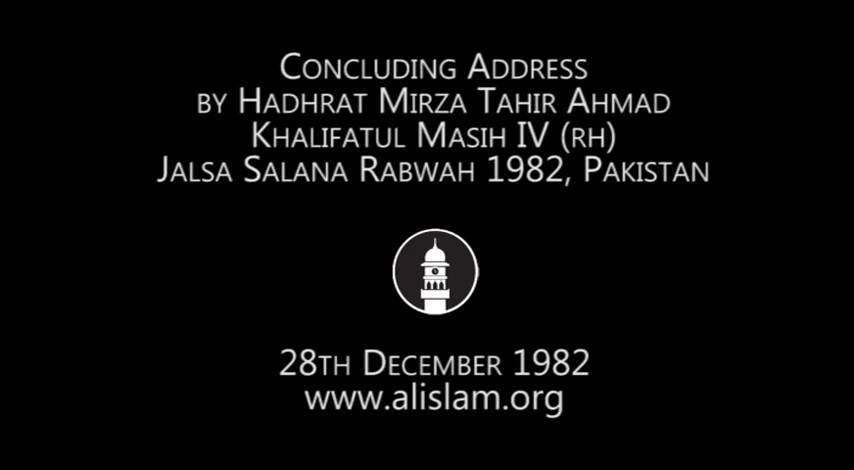 Concluding Address
by Hadhrat Mirza Tahir Ahmad
Khalifatul Masih IV (rh)
Jalsa Salana Rabwah 1982, Pakistan
28th December 1982
www.alislam.org